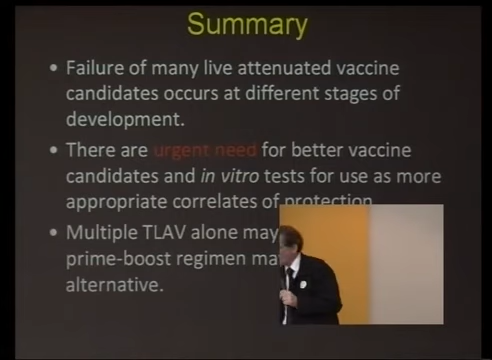 Summary
• Failure of many live attenuated vaccine
candidates occurs at different stages of
development.
• There are urgent need for better vaccine
candidates and in vitro tests for use as more
appropriate correlates of protection
• Multiple TLAV alone may
prime-boost regimen ma
alternative.